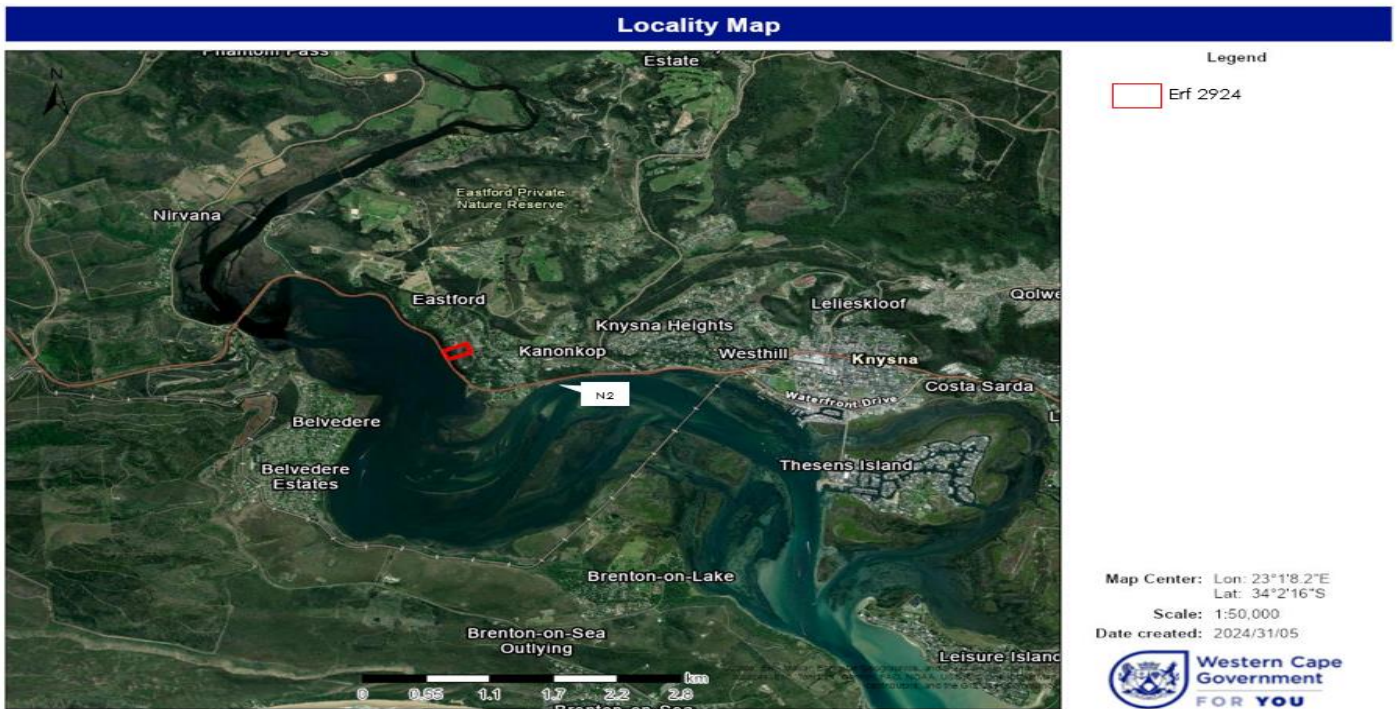 Locality Map
Phantom Pass
Estate
N
Eastford Private
Nature Reserve
Nirvana
Eastford
Lelieskloof
Qolwe
Knysna Heights
Kanonkop
Westhill
Knysna
N2
Costa Sarda
Waterfront Drive
Belvedere
L
Belvedere
Estates
Thesens Island
Brenton-on-Lake
Brenton-on-Sea
Outlying
Leisure Island
km
0 0.55 1.1 1.7 2.2 2.8
Brenton-on-Sea
Legend
Erf 2924
Map Center: Lon: 23°1'8.2"E
Lat: 34°2'16"S
Scale: 1:50,000
Date created: 2024/31/05
Western Cape
Government
FOR YOU